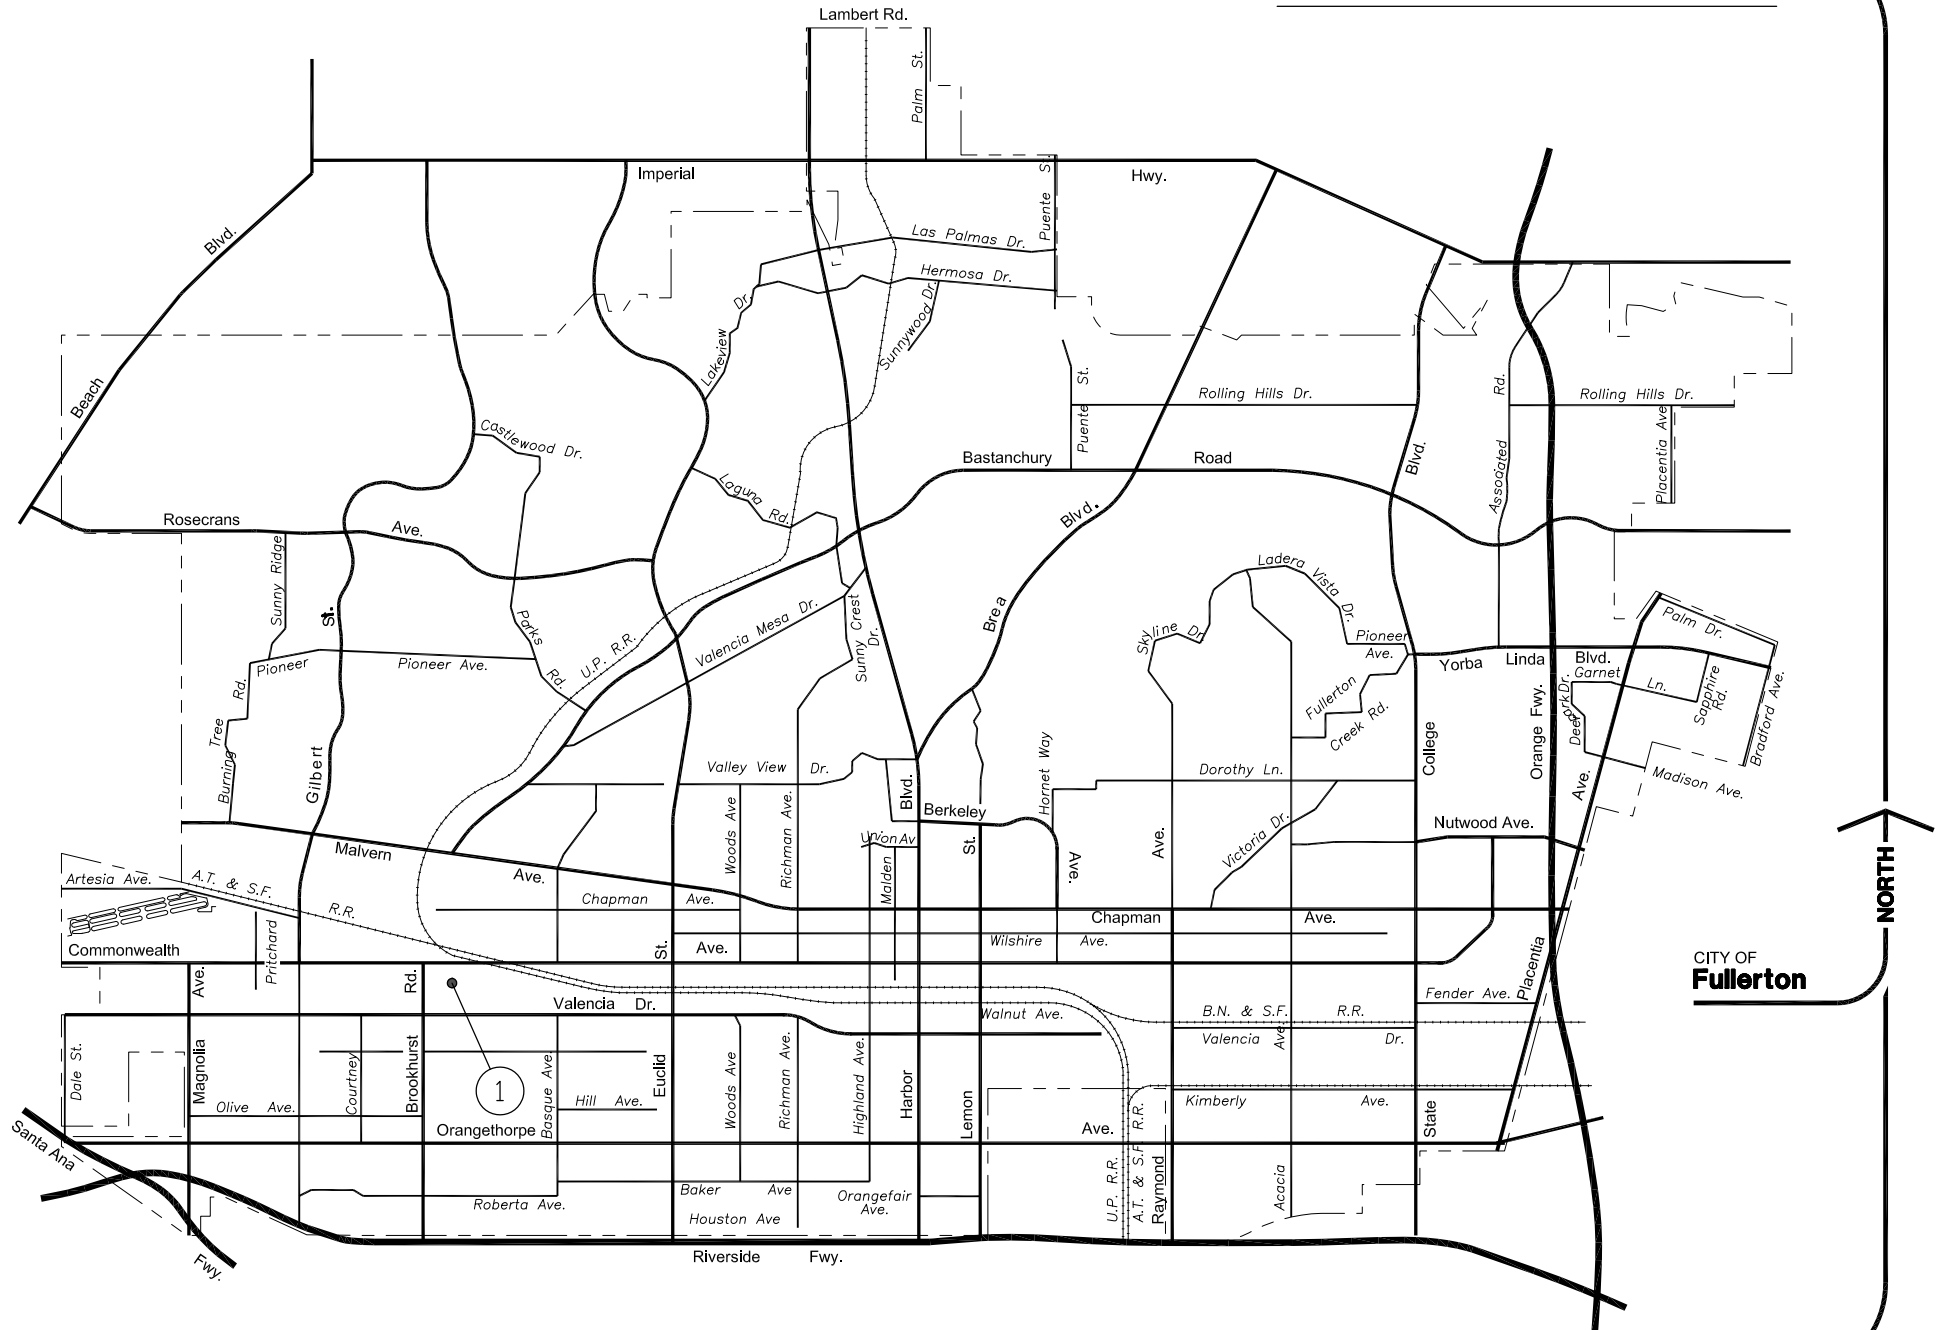 Lambert Rd.
Palm St.
Imperial Hwy.
Puente St.
Blvd.
Las Palmas Dr.
Hermosa Dr.
Lakeview Dr.
Sunnywood Dr.
Beach
Rolling Hills Dr.
Rolling Hills Dr.
Puente St.
Associated Rd.
Placentia Ave
Castlewood Dr.
Bastanchury Road
Blvd.
Laguna Rd.
Blvd.
Rosecrans Ave.
Sunny Ridge
St.
Parks Rd.
U.P. R.R.
Valencia Mesa Dr.
Sunny Crest Dr.
Brea
Skyline Dr
Ladera Vista Dr.
Pioneer Ave.
Palm Dr.
Pioneer
Pioneer Ave.
Yorba Linda Blvd.
Garnet Ln.
Sapphire Rd.
Bradford Ave.
Deer Park Dr.
Fullerton Creek Rd.
Burning Tree Rd.
Gilbert
Orange Fwy.
College
Valley View Dr.
Blvd.
Hornet Way
Dorothy Ln.
Madison Ave.
Ave.
Berkeley
Woods Ave
Richman Ave.
Union Av
St.
Ave.
Ave.
Victoria Dr.
Nutwood Ave.
Malvern Ave.
Malden
Artesia Ave.
A.T. & S.F. R.R.
Chapman Ave.
Chapman Ave.
NORTH
Pritchard
Commonwealth Ave.
St.
Wilshire Ave.
Placentia
CITY OF
Fullerton
Ave.
Rd.
Valencia Dr.
Walnut Ave.
B.N. & S.F. R.R.
Fender Ave.
Valencia Dr.
Ave.
Dale St.
Magnolia
Courtney
Brookhurst
1
Basque Ave
Hill Ave.
Euclid
Woods Ave
Richman Ave.
Highland Ave.
Harbor
Lemon
Kimberly Ave.
State
Olive Ave.
Orangethorpe Ave.
Santa Ana Fwy.
U.P. R.R.
A.T. & S.F. R.R.
Raymond
Acacia
Roberta Ave.
Baker Ave
Orangefair
Ave.
Houston Ave
Riverside Fwy.